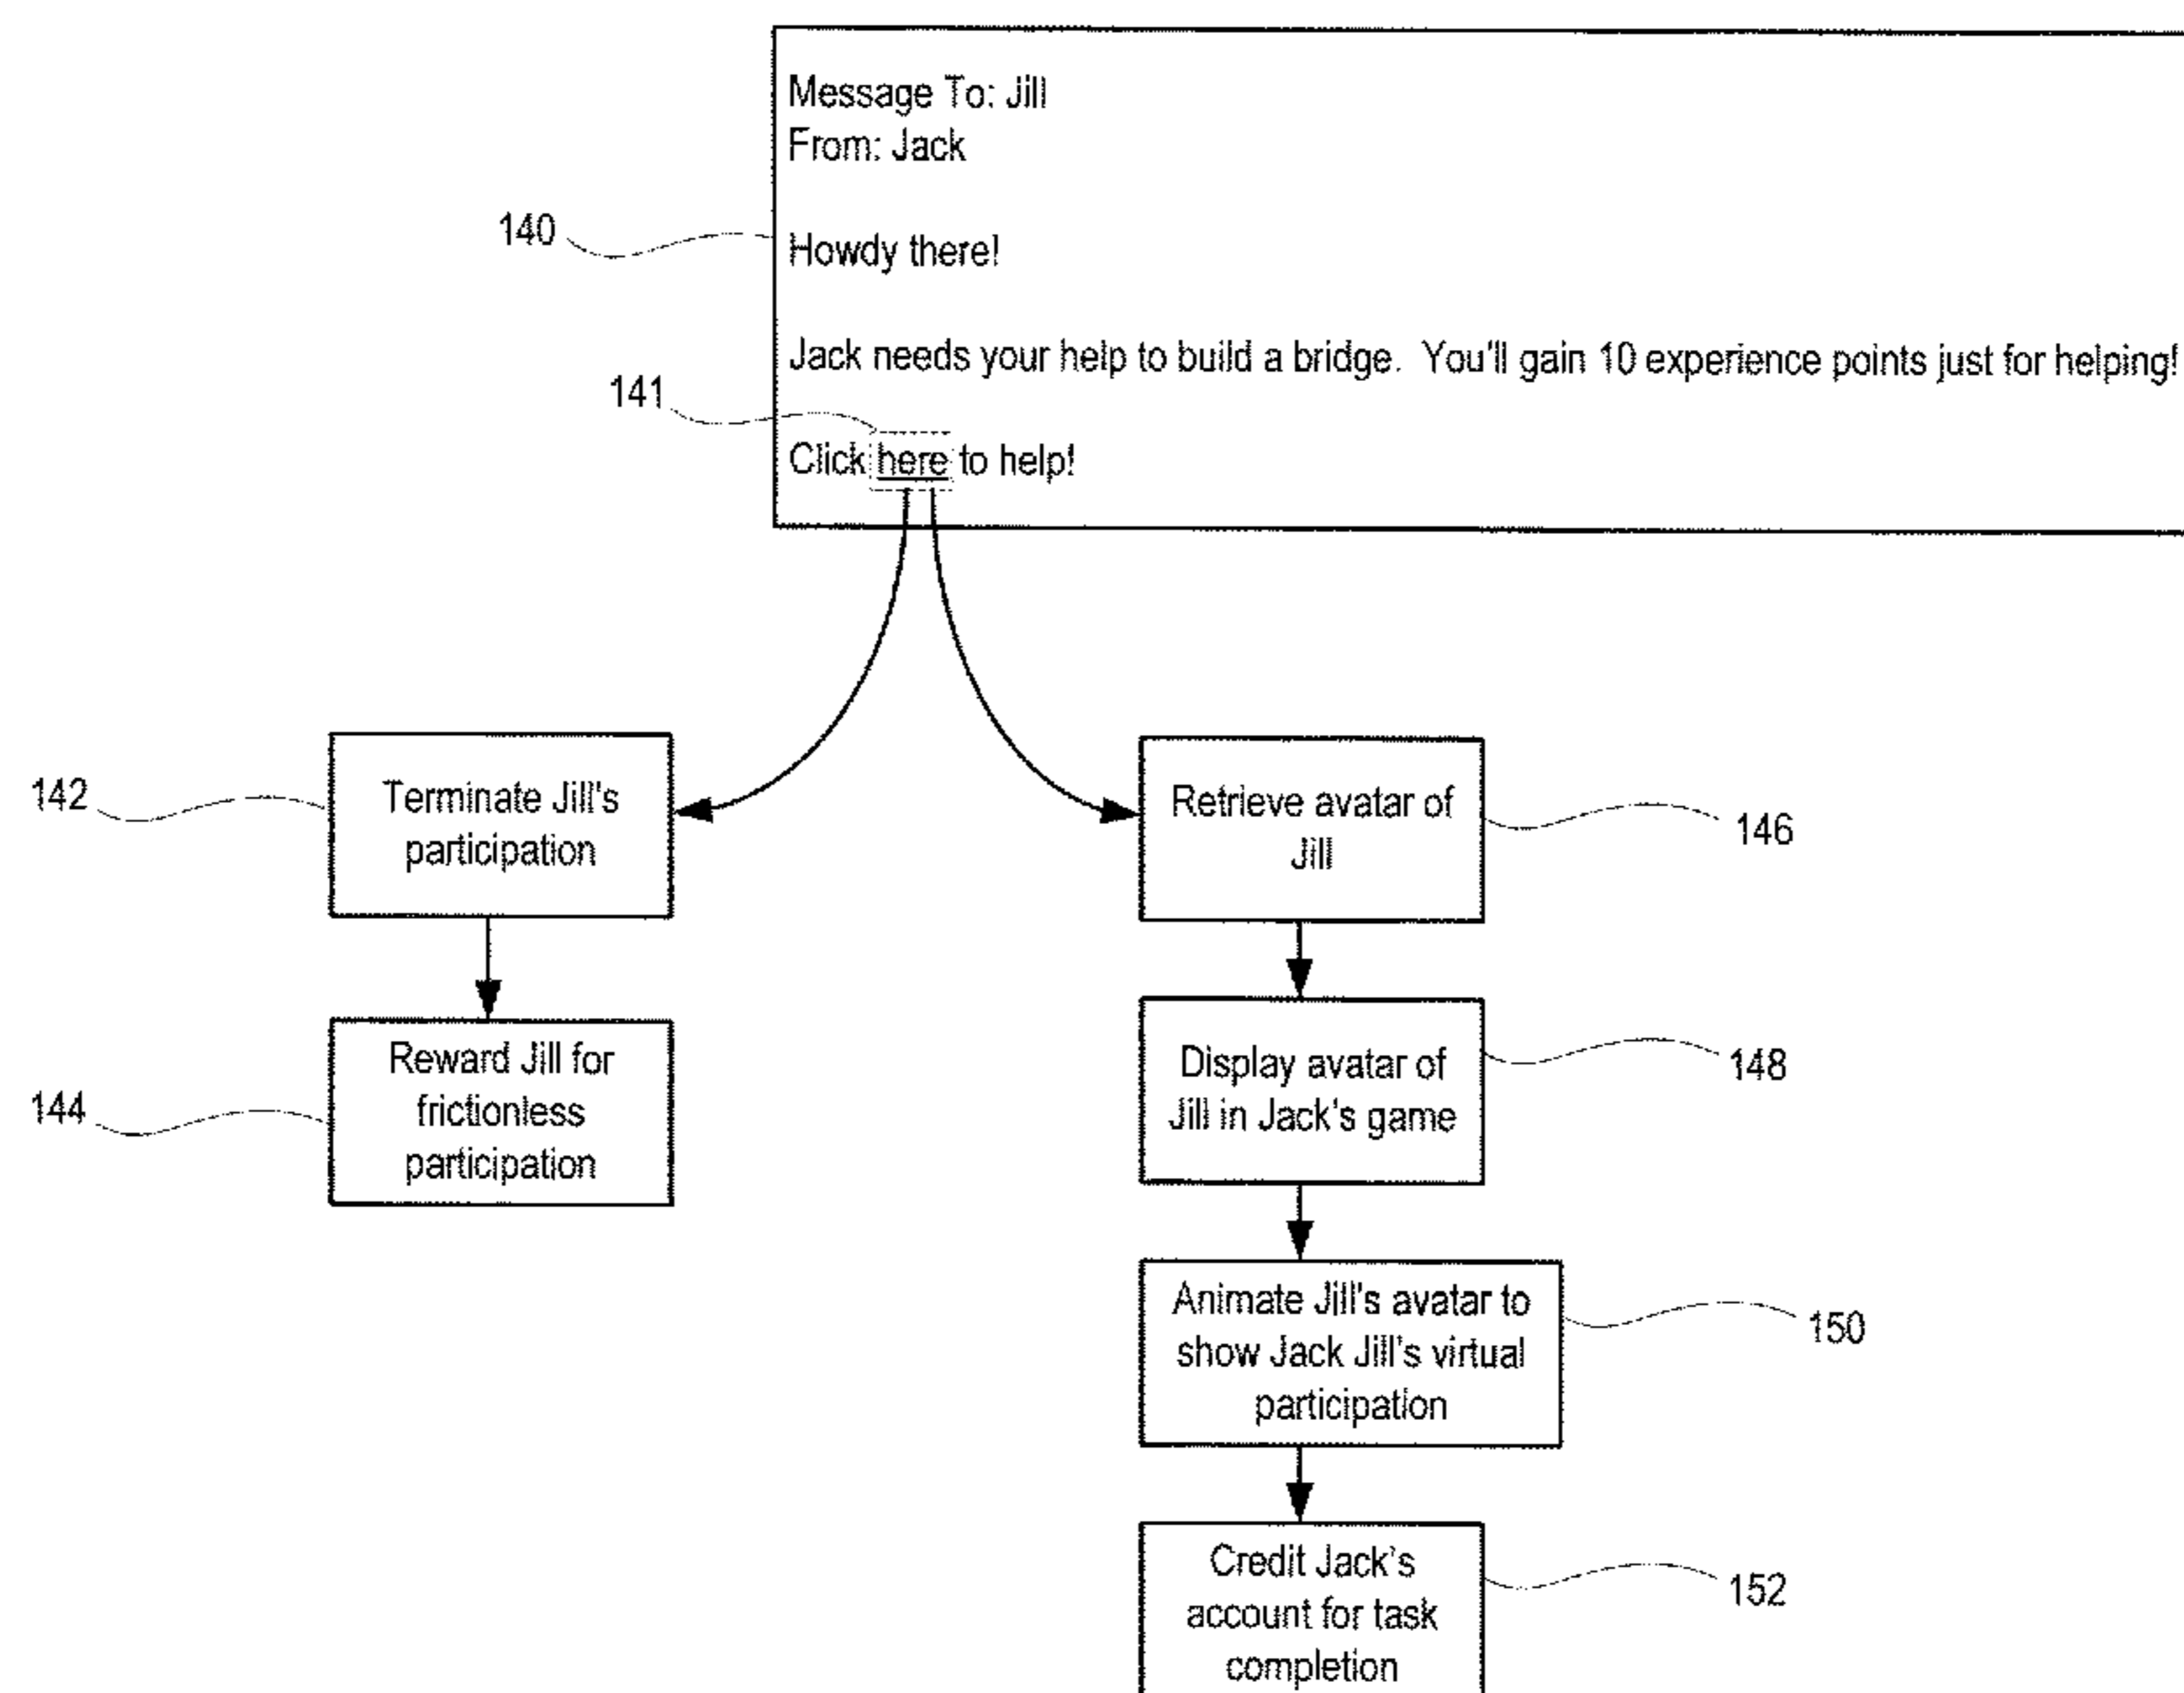 Message To: Jill
From: Jack
140
Howdy there!
Jack needs your help to build a bridge.  You'll gain 10 experience points just for helping!
141
Click here to help!
142
Terminate Jill's
participation
Retrieve avatar of
Jill
146
144
Reward Jill for
frictionless
participation
Display avatar of
Jill in Jack's game
148
Animate Jill's avatar to
show Jack Jill's virtual
participation
150
Credit Jack's
account for task
completion
152